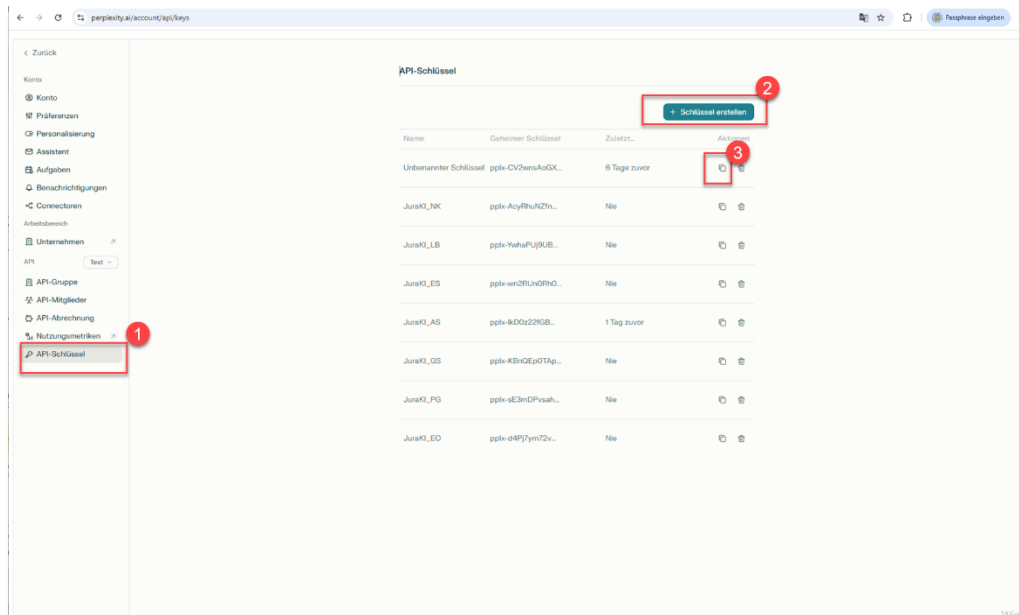 perplexity.ai/account/api/keys
Passphrase eingeben
Zurück
Konto
Konto
Präferenzen
Personalisierung
Assistent
Aufgaben
Benachrichtigungen
Connectoren
Arbeitsbereich
Unternehmen
API Test
API-Gruppe
API-Mitglieder
API-Abrechnung
Nutzungsmetriken
1
API-Schlüssel
API-Schlüssel
2
+ Schlüssel erstellen
Name Geheimer Schlüssel Zuletzt... Aktionen
3
Unbenannter Schlüssel pplx-CV2wnsAoGX... 6 Tage zuvor
JuraKI_NK pplx-AcyRhuNZfn... Nie
JuraKI_LB pplx-YwhaPUj9UB... Nie
JuraKI_ES pplx-wn2RUn0Rh0... Nie
JuraKI_AS pplx-lkD0z22fGB... 1 Tag zuvor
JuraKI_GS pplx-KBnQEp0TAp... Nie
JuraKI_PG pplx-sE3mDPvsah... Nie
JuraKI_EO pplx-d4Pj7ym72v... Nie